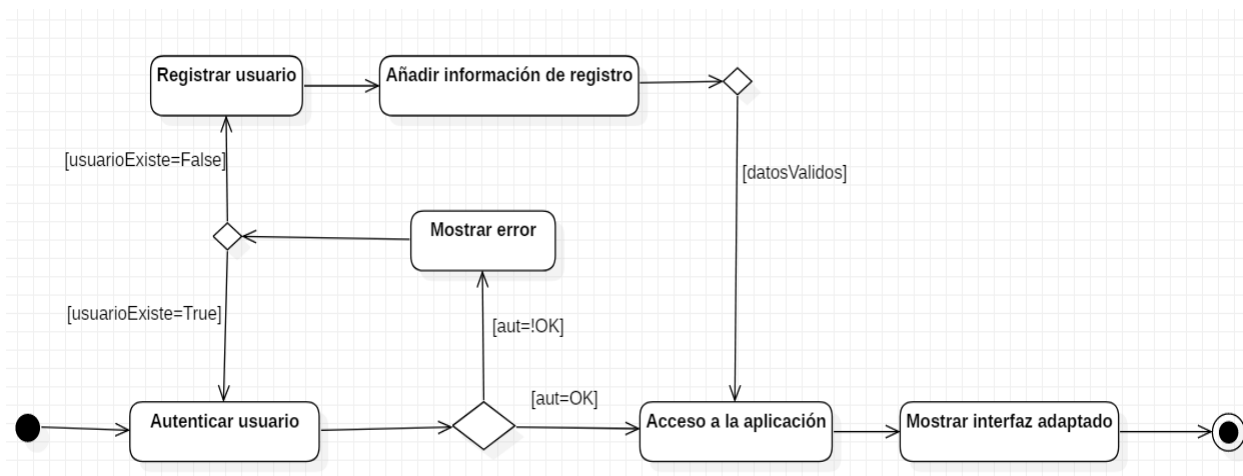 Registrar usuario
Añadir información de registro
[usuarioExiste=False]
[datosValidos]
Mostrar error
[usuarioExiste=True]
[aut=!OK]
[aut=OK]
Autenticar usuario
Acceso a la aplicación
Mostrar interfaz adaptado